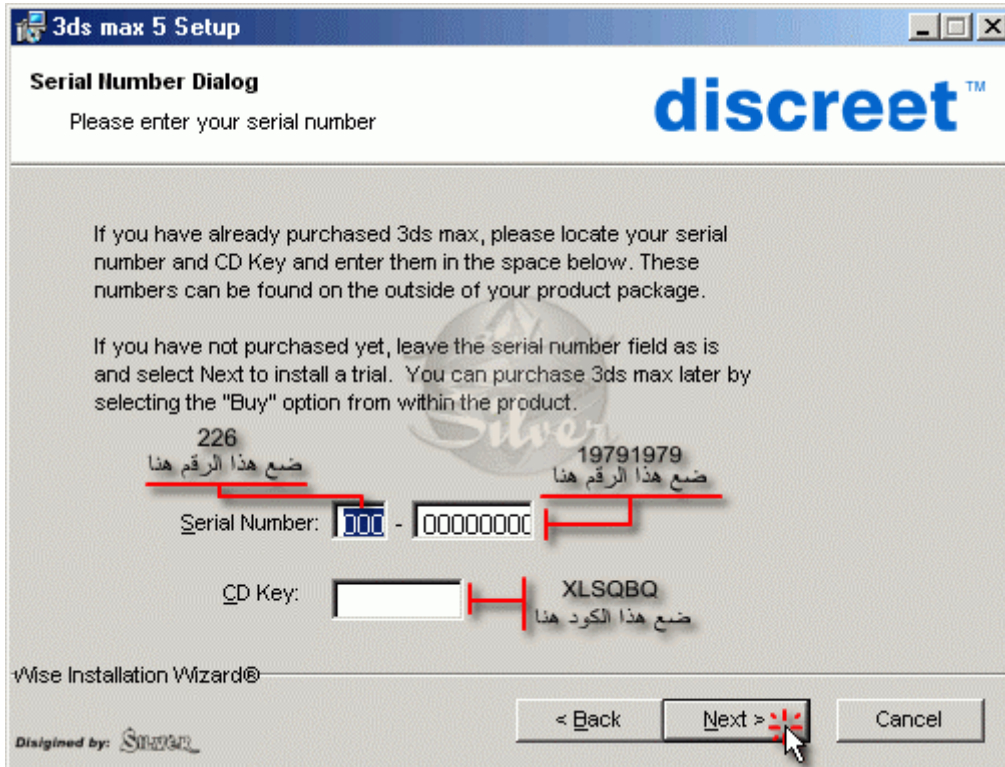 3ds max 5 Setup
Serial Number Dialog
Please enter your serial number
discreet™
If you have already purchased 3ds max, please locate your serial
number and CD Key and enter them in the space below. These
numbers can be found on the outside of your product package.
If you have not purchased yet, leave the serial number field as is
and select Next to install a trial. You can purchase 3ds max later by
selecting the "Buy" option from within the product.
Silver
226
ضع هذا الرقم هنا
19791979
ضع هذا الرقم هنا
Serial Number: 000 - 00000000
CD Key:
XLSQBQ
ضع هذا الكود هنا
Wise Installation Wizard®
< Back Next > Cancel
Disigined by: SILVER